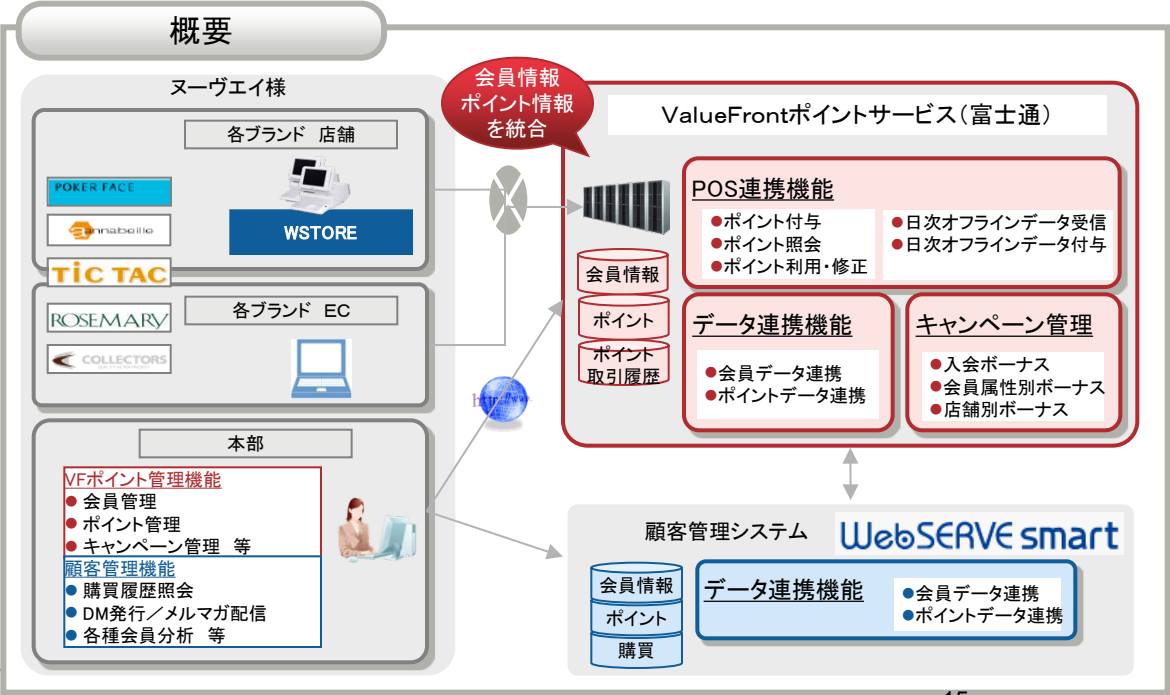 概要
ヌーヴエイ様
会員情報
ポイント情報
を統合
ValueFrontポイントサービス（富士通）
各ブランド 店舗
POKER FACE
annabelle
TiC TAC
ROSEMARY
COLLECTORS
WSTORE
各ブランド EC
http://www.
本部
VFポイント管理機能
●会員管理
●ポイント管理
●キャンペーン管理 等
顧客管理機能
●購買履歴照会
●DM発行／メルマガ配信
●各種会員分析 等
会員情報
ポイント
ポイント
取引履歴
POS連携機能
●ポイント付与
●ポイント照会
●ポイント利用・修正
●日次オフラインデータ受信
●日次オフラインデータ付与
データ連携機能
●会員データ連携
●ポイントデータ連携
キャンペーン管理
●入会ボーナス
●会員属性別ボーナス
●店舗別ボーナス
顧客管理システム
WebSERVE smart
会員情報
ポイント
購買
データ連携機能
●会員データ連携
●ポイントデータ連携
15